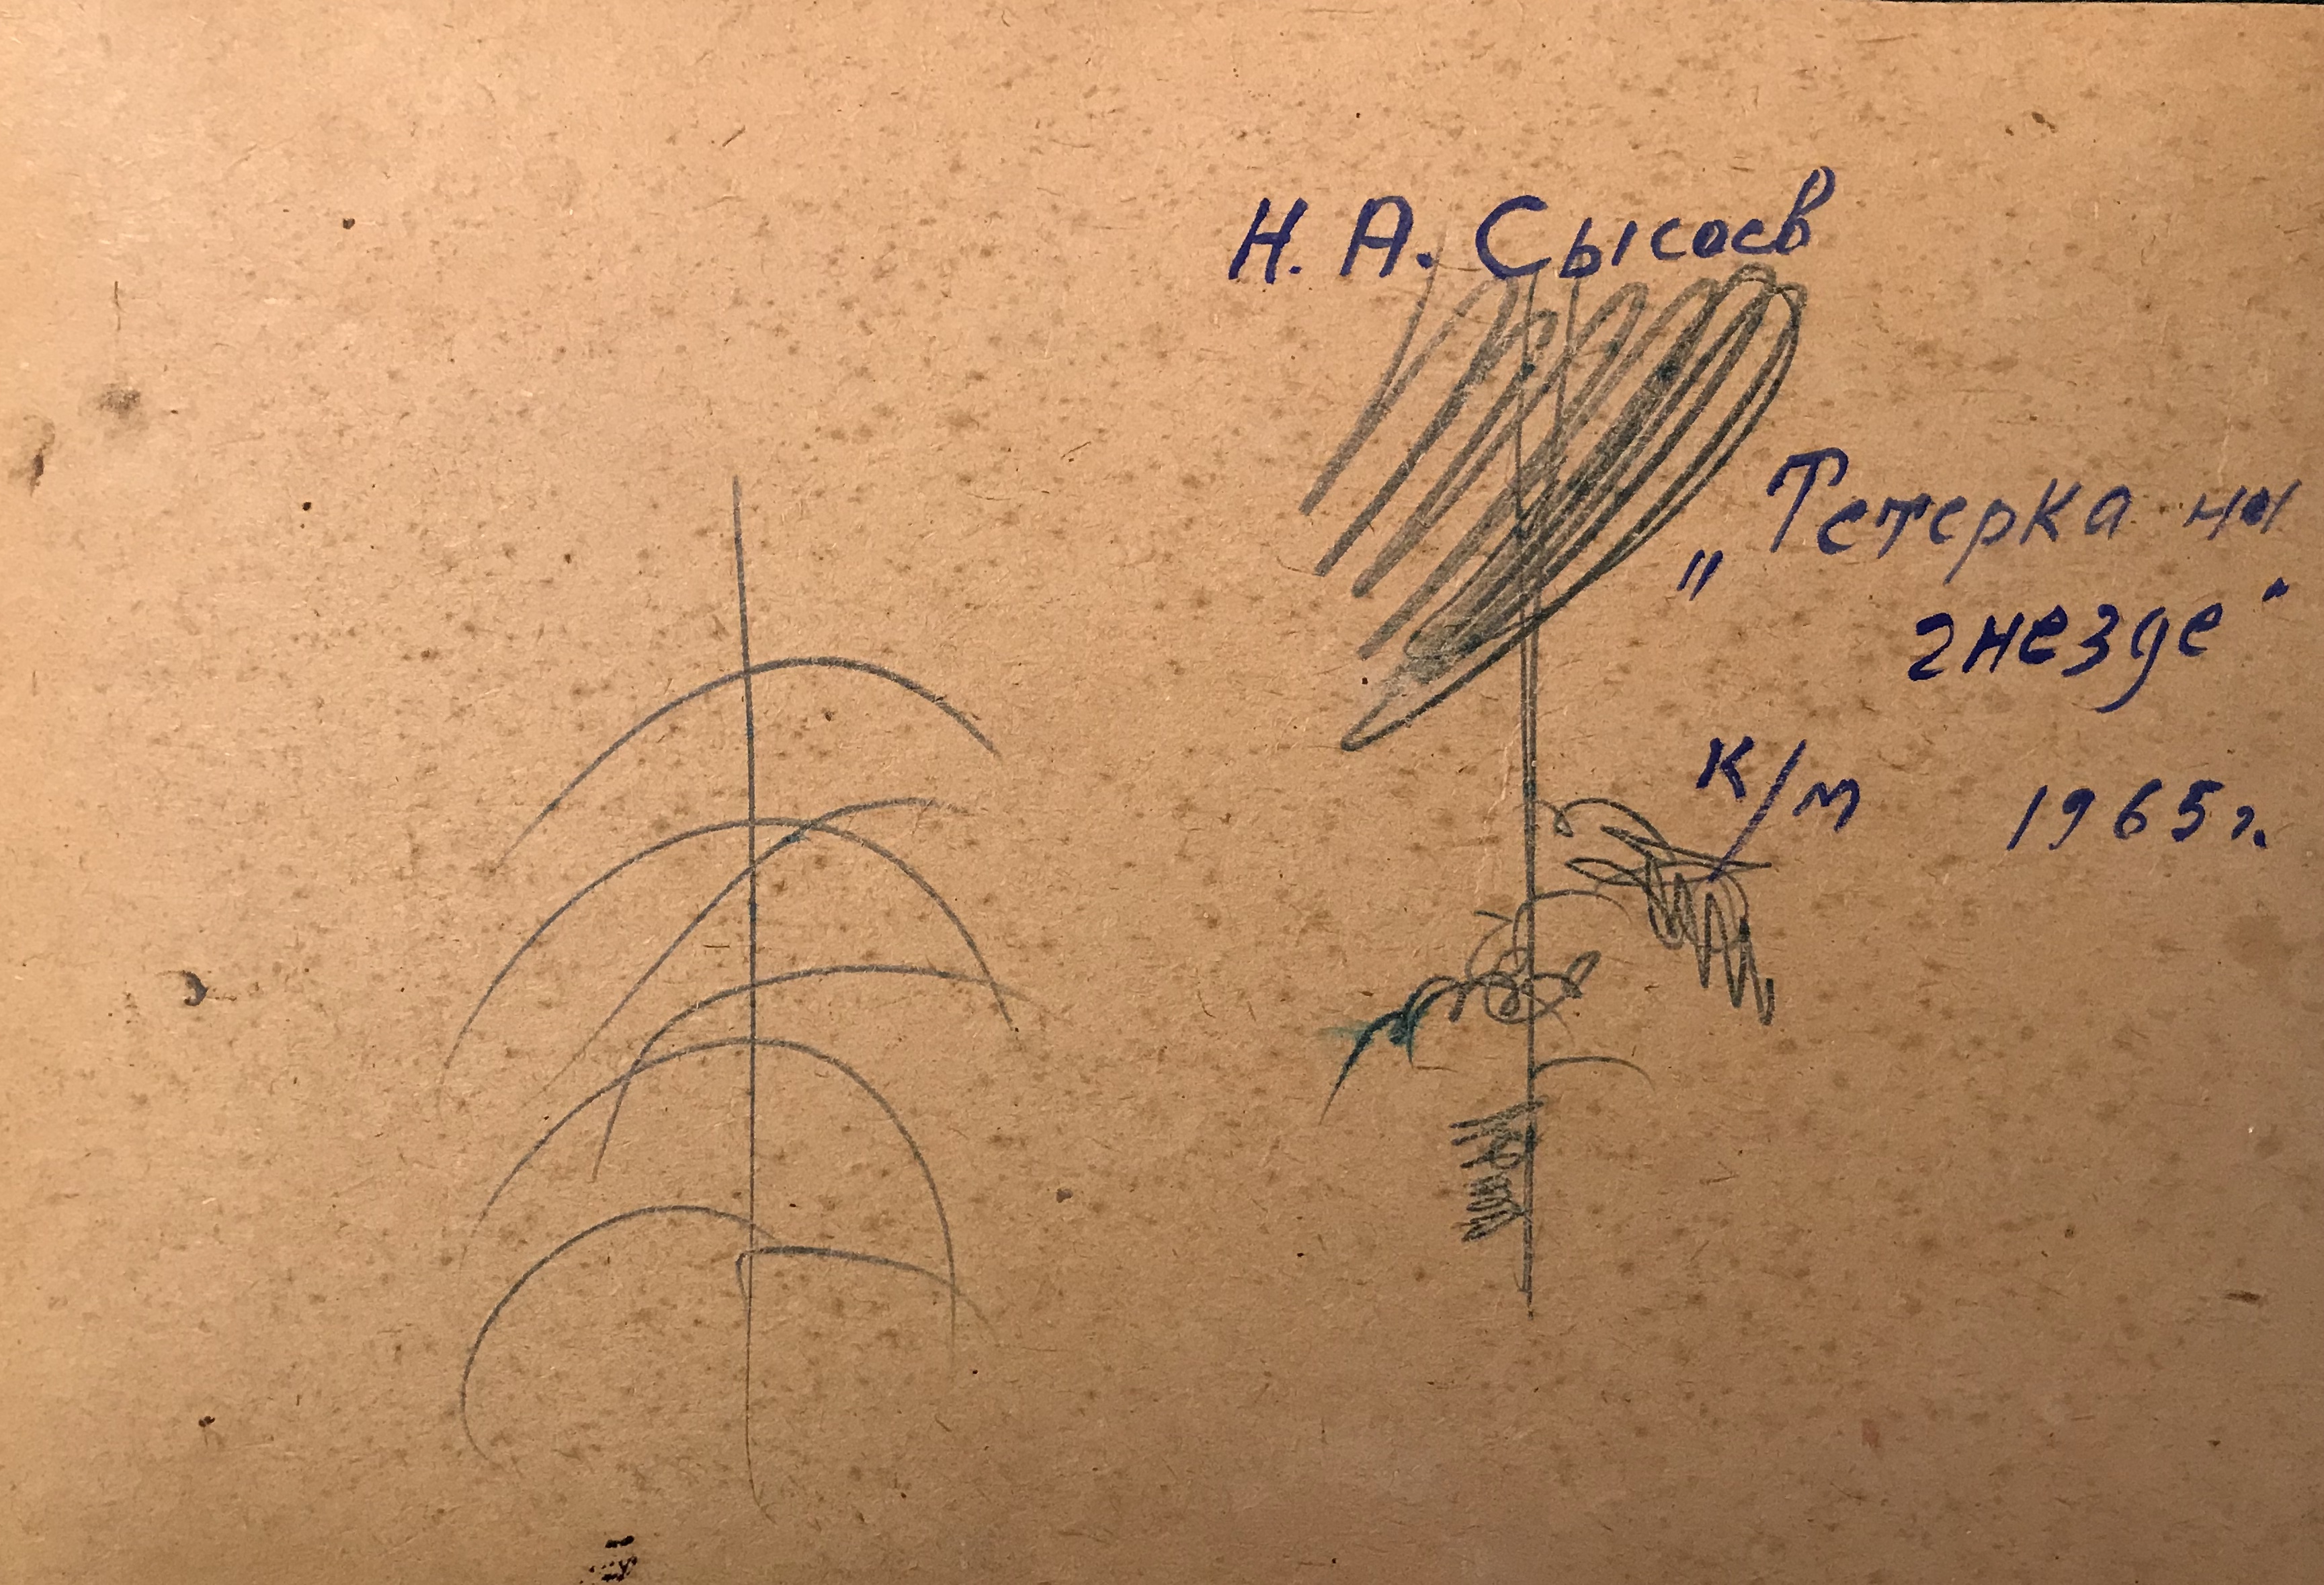 Н. А. Сысоев
„Тетерка на
гнезде"
к/м 1965 г.